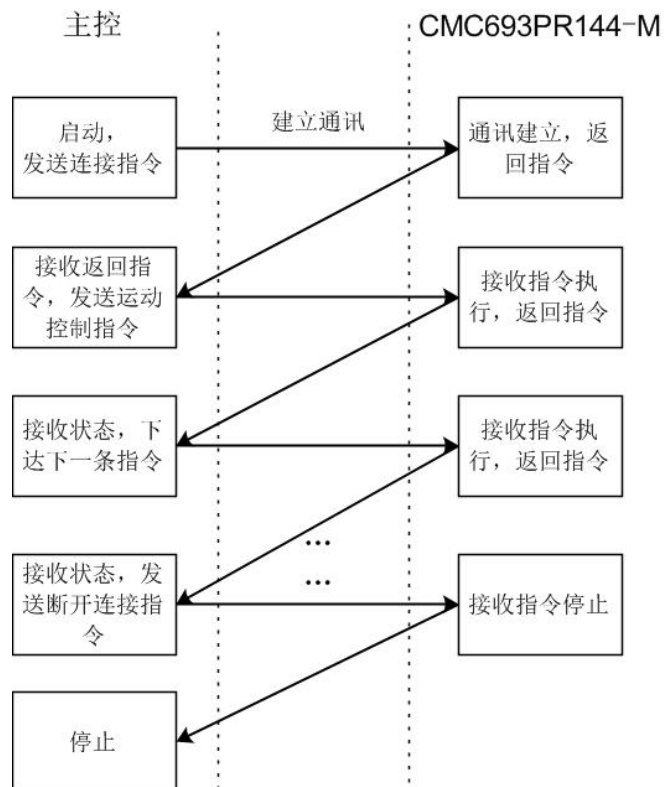 主控
CMC693PR144-M
启动,
发送连接指令
建立通讯
通讯建立，返
回指令
接收返回指
令，发送运动
控制指令
接收指令执
行，返回指令
接收状态，下
达下一条指令
接收指令执
行，返回指令
...
...
接收状态，发
送断开连接指
令
接收指令停止
停止